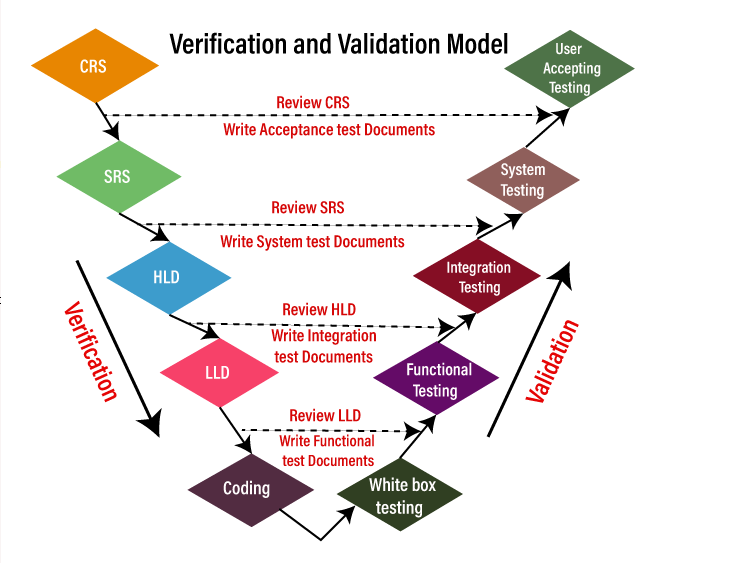 Verification and Validation Model
CRS
User
Accepting
Testing
Review CRS
Write Acceptance test Documents
SRS
System
Testing
Review SRS
Write System test Documents
HLD
Integration
Testing
Review HLD
Write Integration
test Documents
Verification
Validation
LLD
Functional
Testing
Review LLD
Write Functional
test Documents
Coding
White box
testing